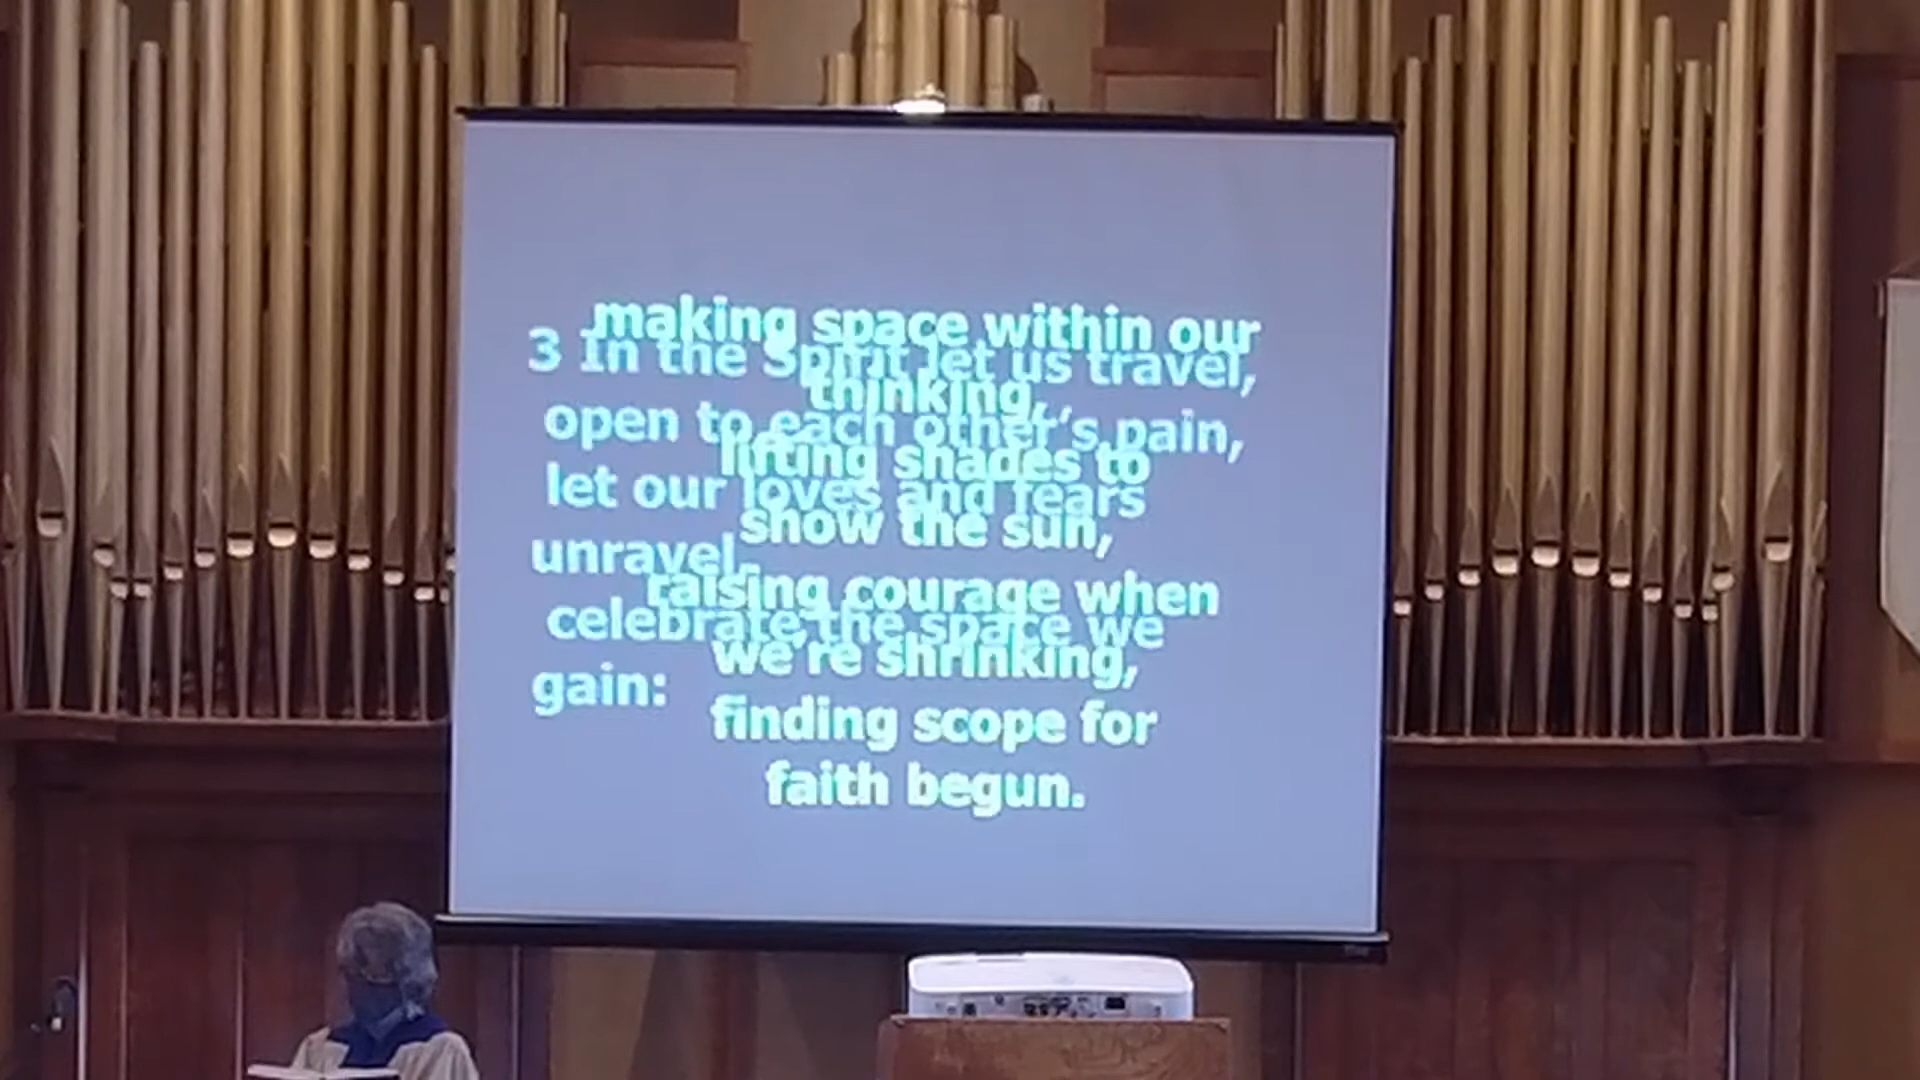 making space within our
thinking,
lifting shades to
show the sun,
raising courage when
we're shrinking,
finding scope for
faith begun.
3 In the Spirit let us travel,
open to each other's pain,
let our loves and fears
unravel,
celebrate the space we
gain: